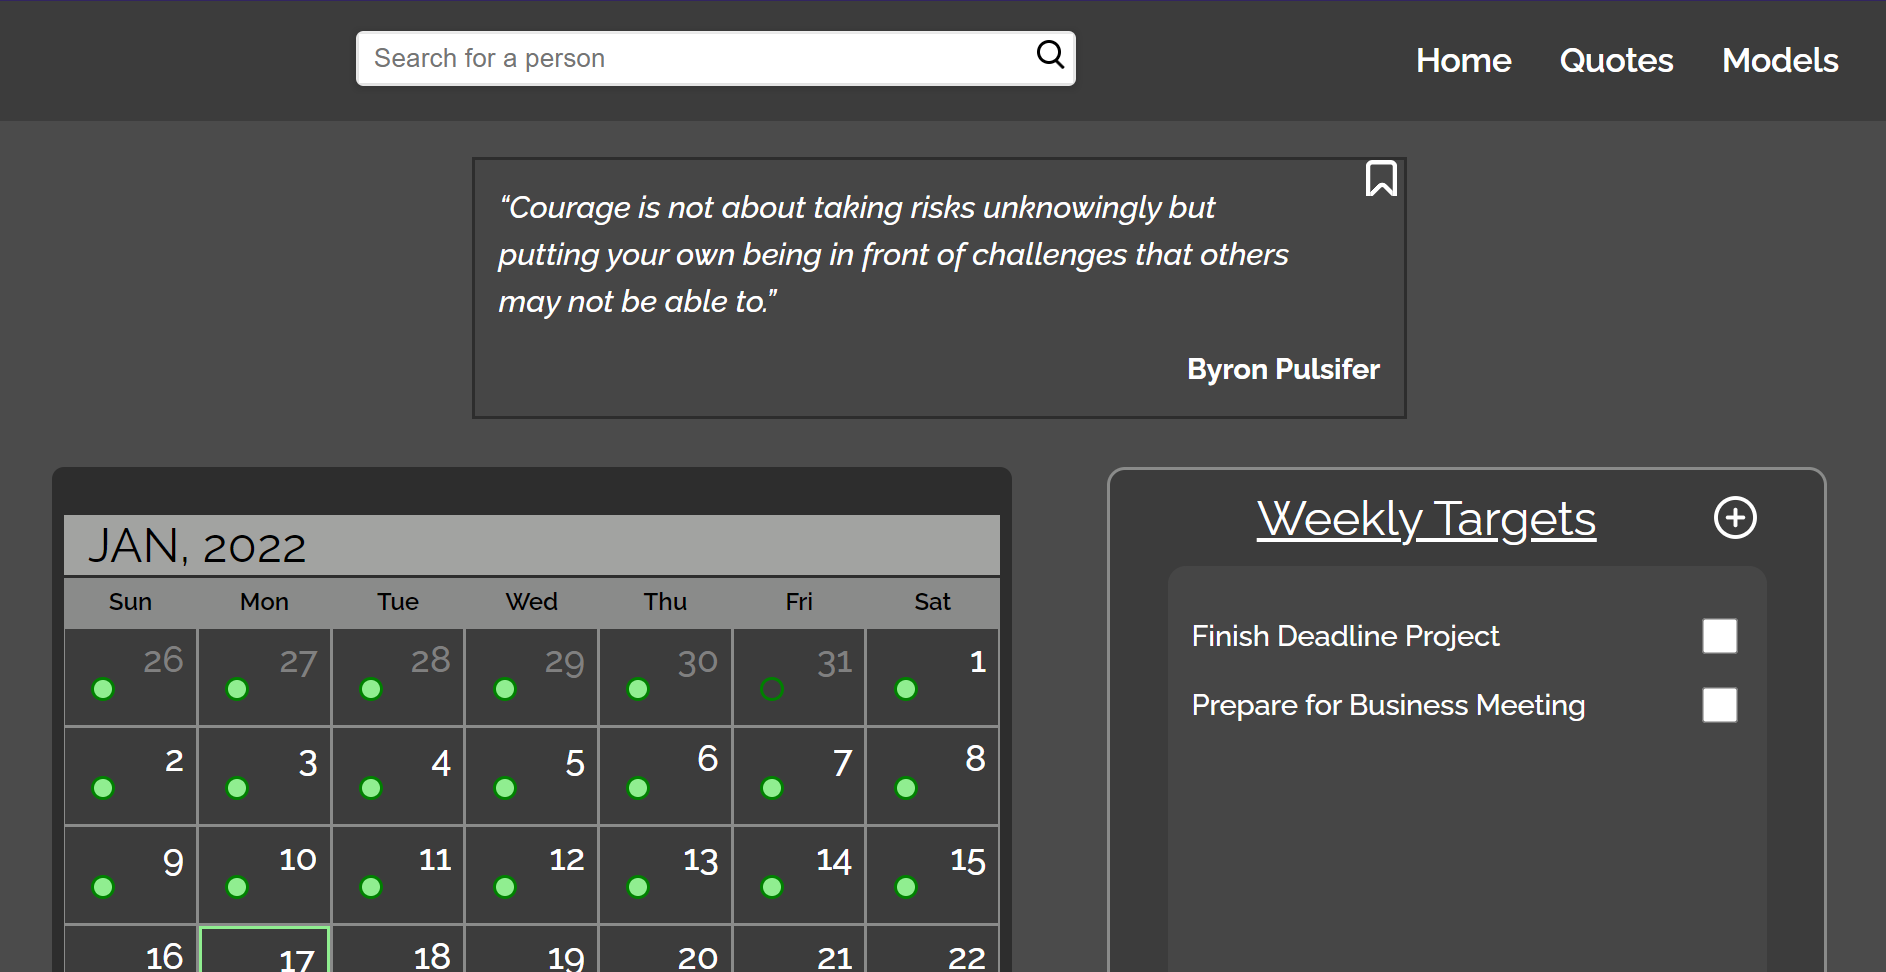 Search for a person
Home Quotes Models
“Courage is not about taking risks unknowingly but
putting your own being in front of challenges that others
may not be able to.”
Byron Pulsifer
JAN, 2022
Sun Mon Tue Wed Thu Fri Sat
26 27 28 29 30 31 1
2 3 4 5 6 7 8
9 10 11 12 13 14 15
16 17 18 19 20 21 22
Weekly Targets
Finish Deadline Project
Prepare for Business Meeting